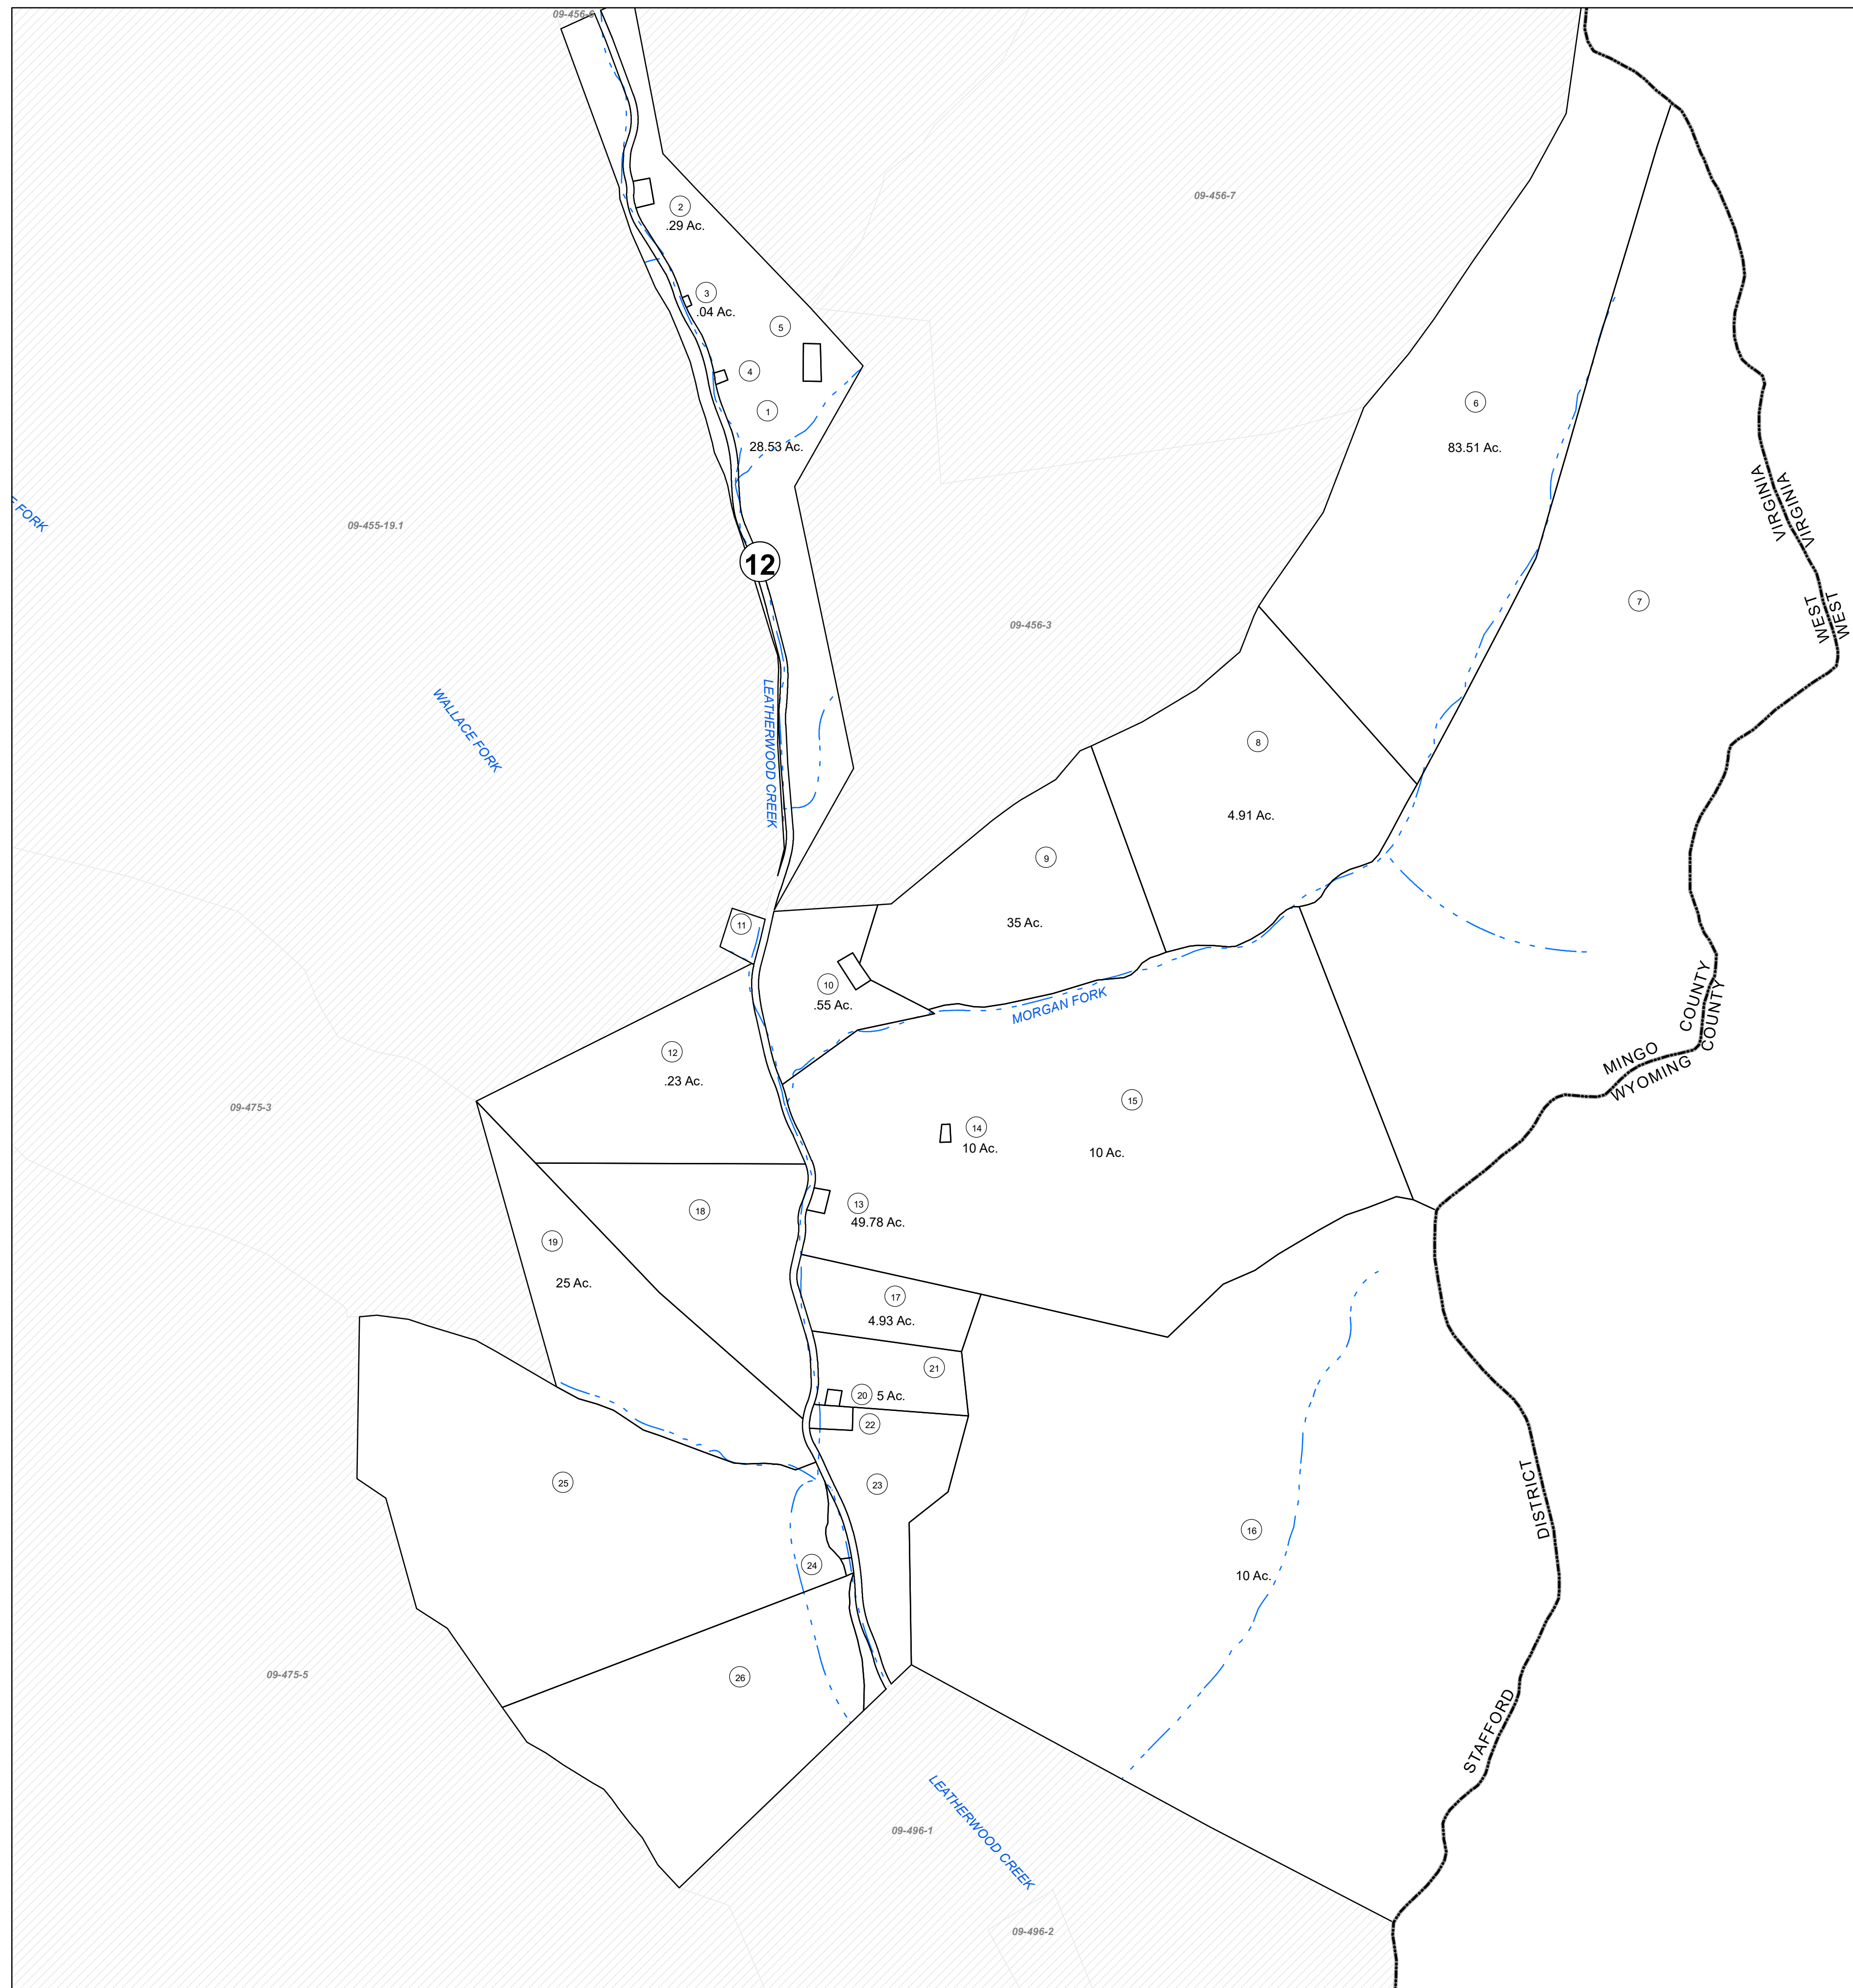 09-456-6
09-456-7
2
.29 Ac.
3
.04 Ac.
5
4
1
28.53 Ac.
6
83.51 Ac.
VIRGINIA
VIRGINIA
FORK
09-455-19.1
12
WEST
WEST
7
09-456-3
WALLACE FORK
LEATHERWOOD CREEK
8
4.91 Ac.
9
35 Ac.
11
10
.55 Ac.
MORGAN FORK
COUNTY
COUNTY
MINGO
WYOMING
12
.23 Ac.
09-475-3
14
10 Ac.
15
10 Ac.
13
49.78 Ac.
18
19
25 Ac.
17
4.93 Ac.
21
20
5 Ac.
22
25
23
DISTRICT
16
10 Ac.
24
26
09-475-5
STAFFORD
LEATHERWOOD CREEK
09-496-1
09-496-2